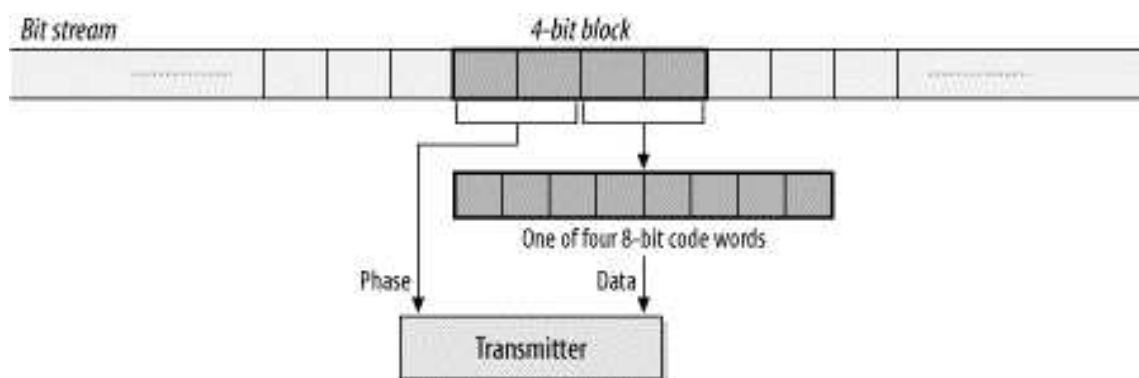 Bit stream
4-bit block
One of four 8-bit code words
Phase
Data
Transmitter